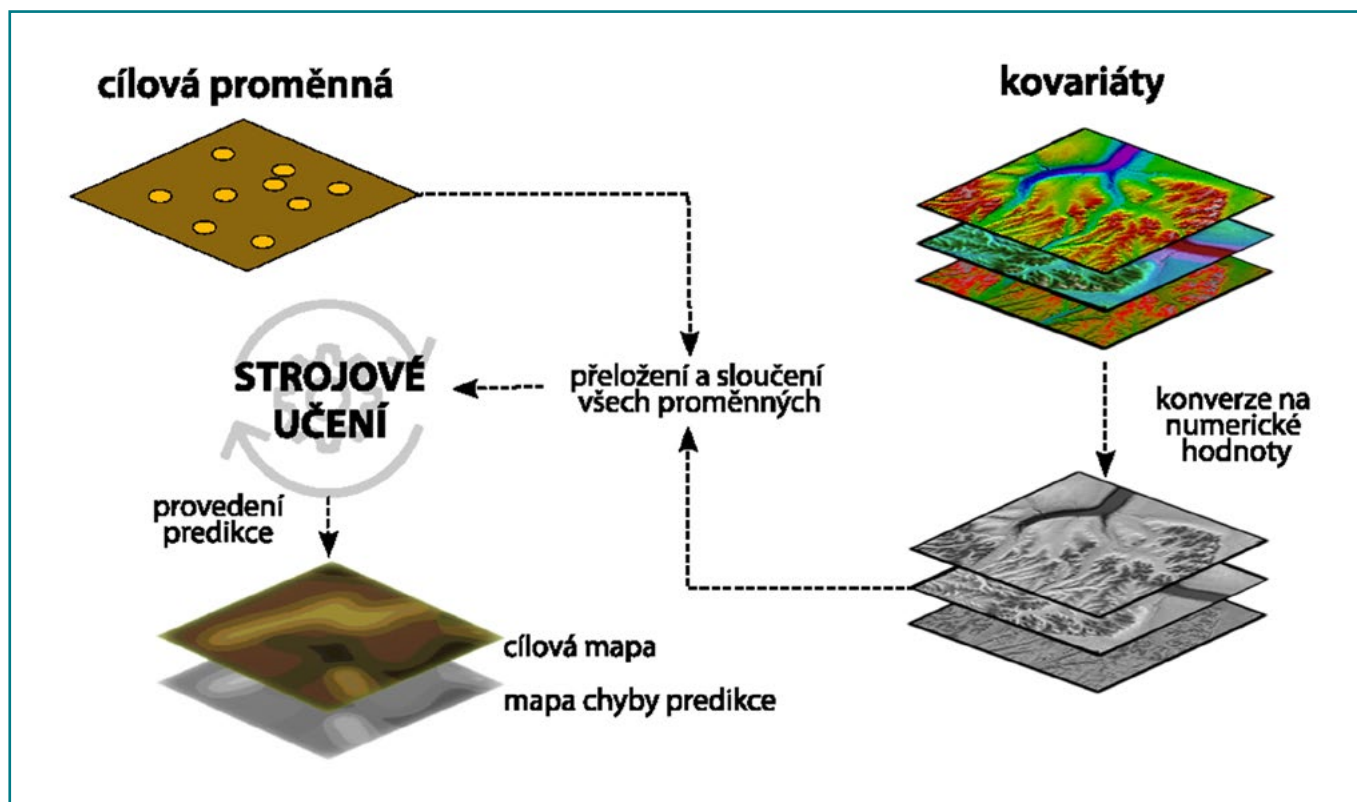 cílová proměnná
kovariáty
STROJOVÉ
UČENÍ
přeložení a sloučení
všech proměnných
konverze na
numerické
hodnoty
provedení
predikce
cílová mapa
mapa chyby predikce